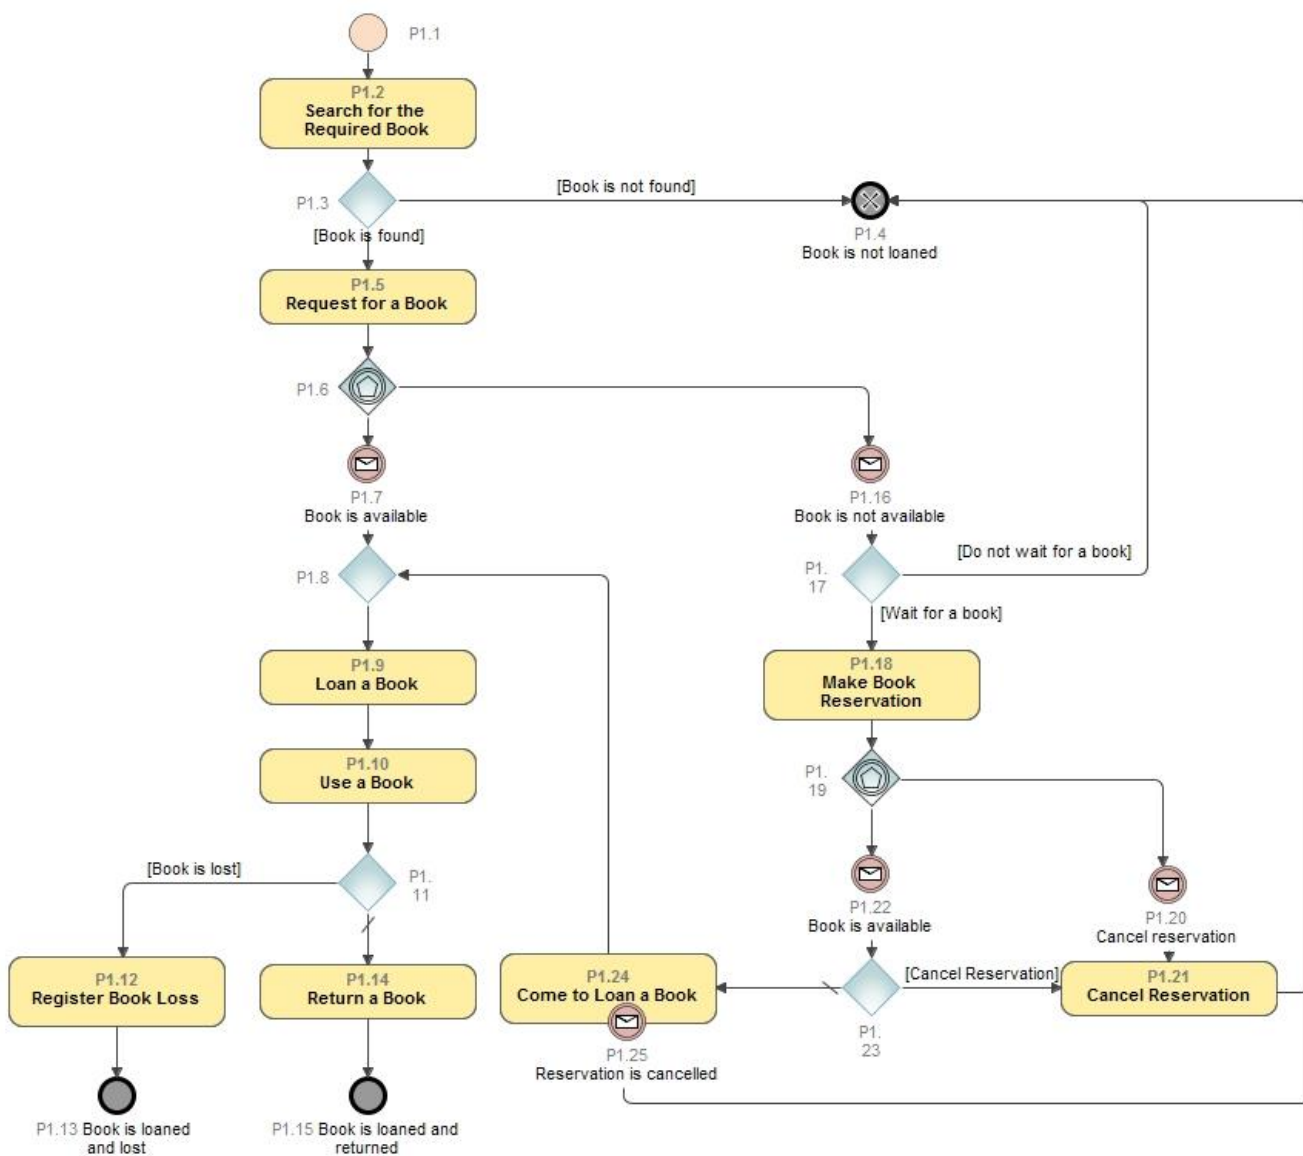 P1.1
P1.2
Search for the
Required Book
P1.3
[Book is not found]
[Book is found]
P1.4
Book is not loaned
P1.5
Request for a Book
P1.6
P1.7
Book is available
P1.16
Book is not available
P1.8
[Do not wait for a book]
P1.
17
[Wait for a book]
P1.9
Loan a Book
P1.18
Make Book
Reservation
P1.10
Use a Book
P1.
19
[Book is lost]
P1.
11
P1.22
Book is available
P1.20
Cancel reservation
P1.12
Register Book Loss
P1.14
Return a Book
P1.24
Come to Loan a Book
[Cancel Reservation]
P1.21
Cancel Reservation
P1.
23
P1.25
Reservation is cancelled
P1.13 Book is loaned
and lost
P1.15 Book is loaned and
returned